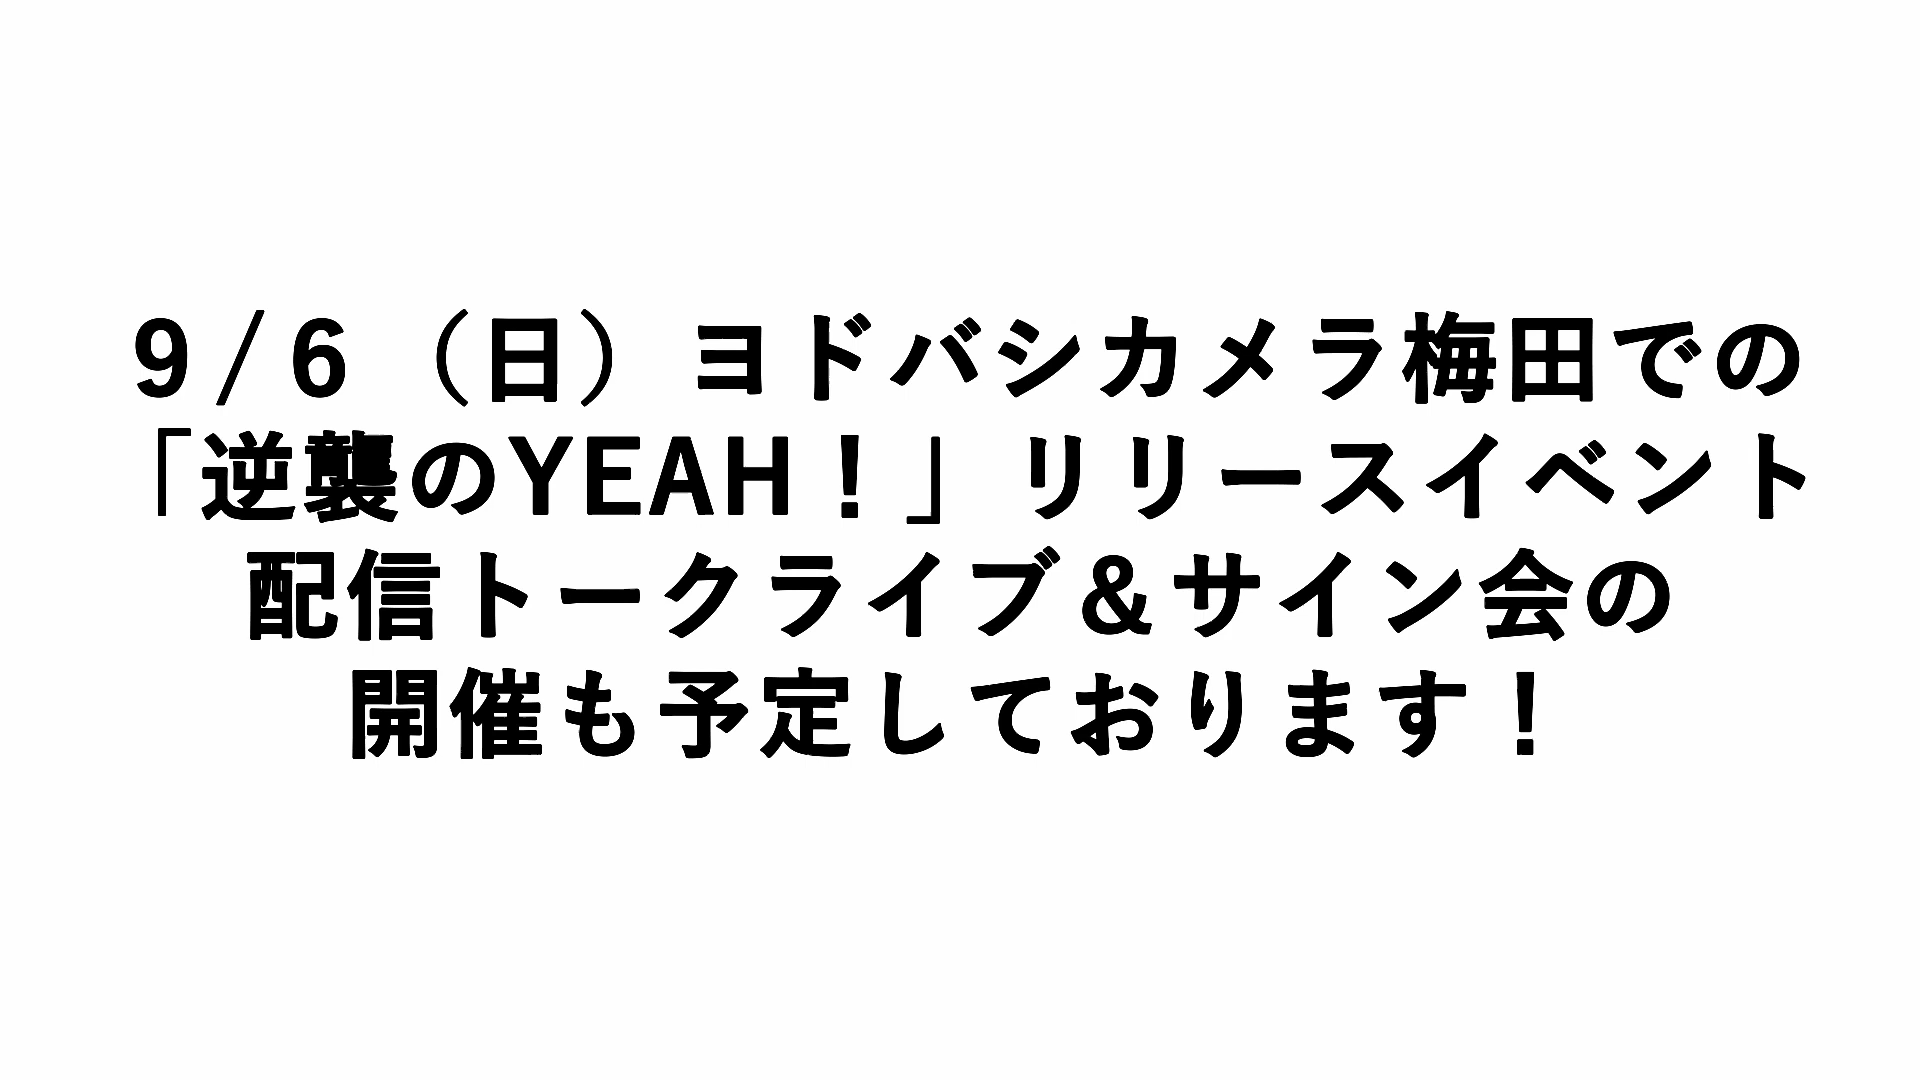 9/6（日）ヨドバシカメラ梅田での
「逆襲のYEAH！」リリースイベント
配信トークライブ＆サイン会の
開催も予定しております！